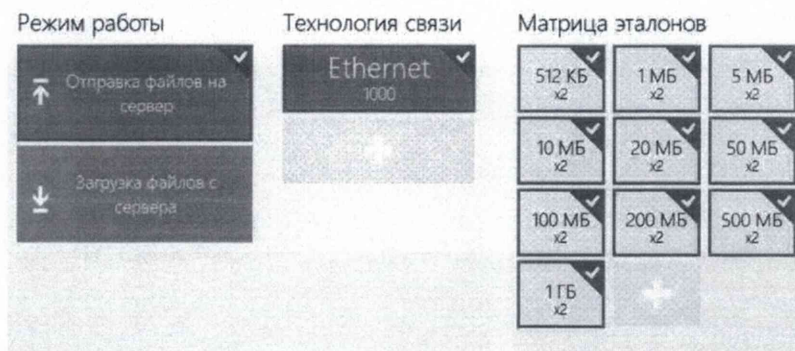 Режим работы
Отправка файлов на
сервер
Загрузка файлов с
сервера
Технология связи
Ethernet
1000
Матрица эталонов
512 КБ
x2
1 МБ
x2
5 МБ
x2
10 МБ
x2
20 МБ
x2
50 МБ
x2
100 МБ
x2
200 МБ
x2
500 МБ
x2
1 ГБ
x2